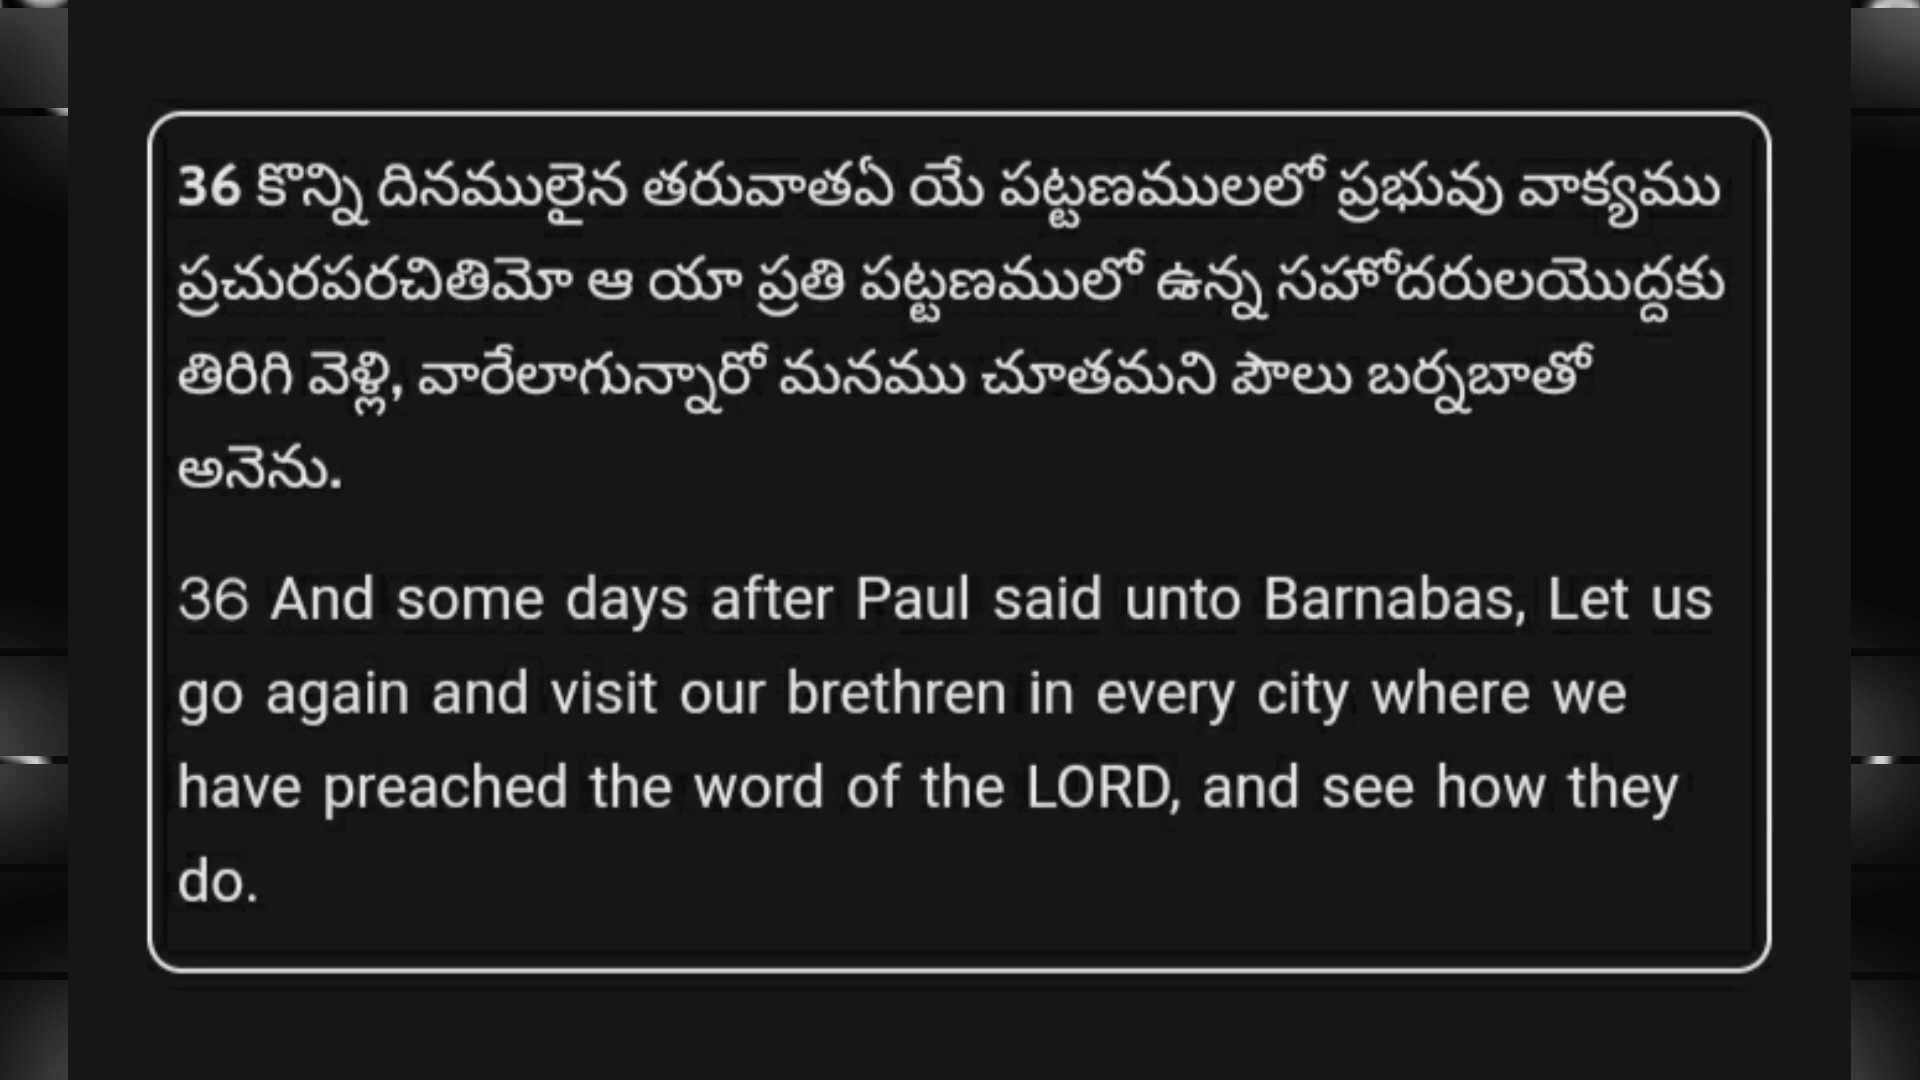 36 కొన్ని దినములైన తరువాతఏ యే పట్టణములలో ప్రభువు వాక్యము
ప్రచురపరచితిమో ఆ యా ప్రతి పట్టణములో ఉన్న సహోదరులయొద్దకు
తిరిగి వెళ్లి, వారేలాగున్నారో మనము చూతమని పౌలు బర్నబాతో
అనెను.
36 And some days after Paul said unto Barnabas, Let us
go again and visit our brethren in every city where we
have preached the word of the LORD, and see how they
do.